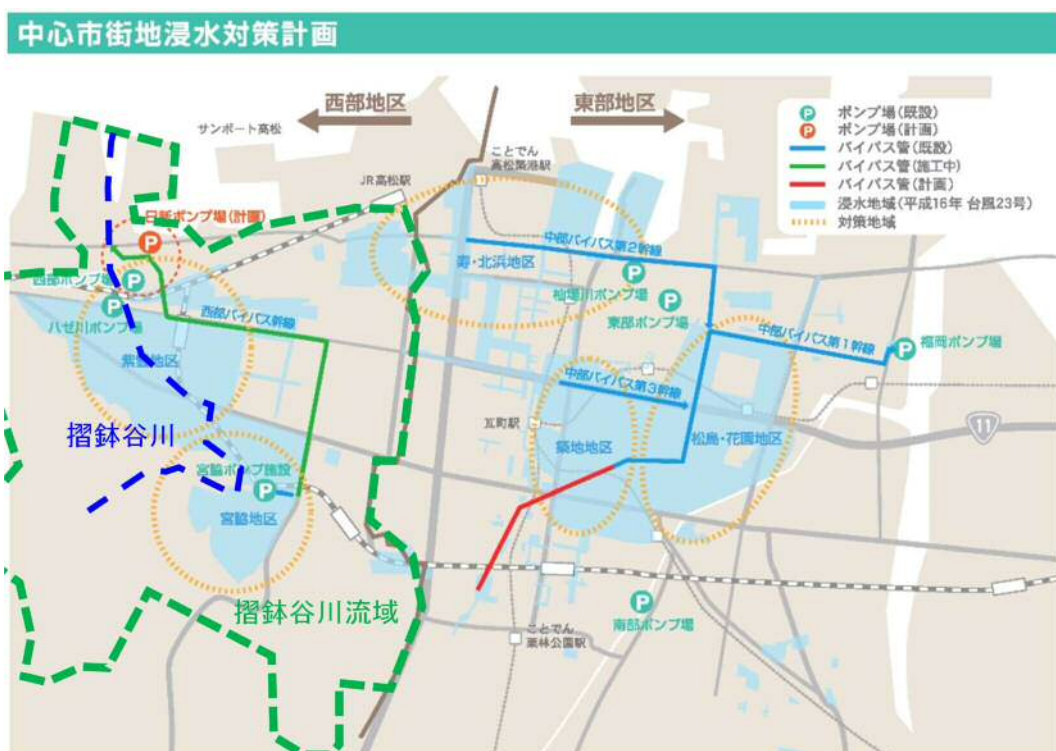 中心市街地浸水対策計画
西部地区
東部地区
サンポート高松
ことでん
高松築港駅
JR高松駅
P ポンプ場(既設)
P ポンプ場(計画)
バイパス管(既設)
バイパス管(施工中)
バイパス管(計画)
浸水地域(平成16年 台風23号)
対策地域
日新ポンプ場(計画)
P
西部ポンプ場
P
P
ハゼ川ポンプ場
西部バイパス幹線
寿・北浜地区
中部バイパス第2幹線
P
杣場川ポンプ場
P
東部ポンプ場
中部バイパス第1幹線
P
福岡ポンプ場
中部バイパス第3幹線
11
瓦町駅
築地地区
松島・花園地区
摺鉢谷川
宮脇ポンプ施設
P
宮脇地区
摺鉢谷川流域
P
南部ポンプ場
ことでん
栗林公園駅